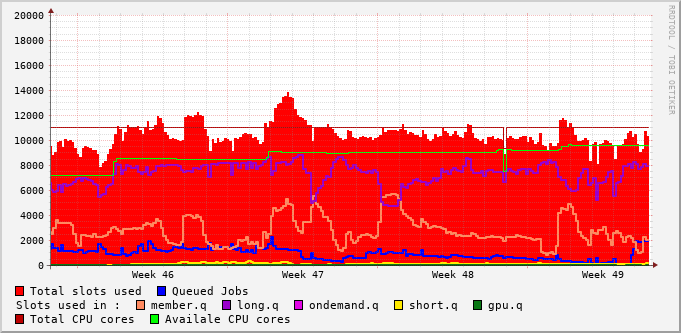 RRDTOOL / TOBI OETIKER
20000
18000
16000
14000
12000
10000
8000
6000
4000
2000
0
Week 46 Week 47 Week 48 Week 49
Total slots used Queued Jobs
Slots used in : member.q long.q ondemand.q short.q gpu.q
Total CPU cores Availale CPU cores